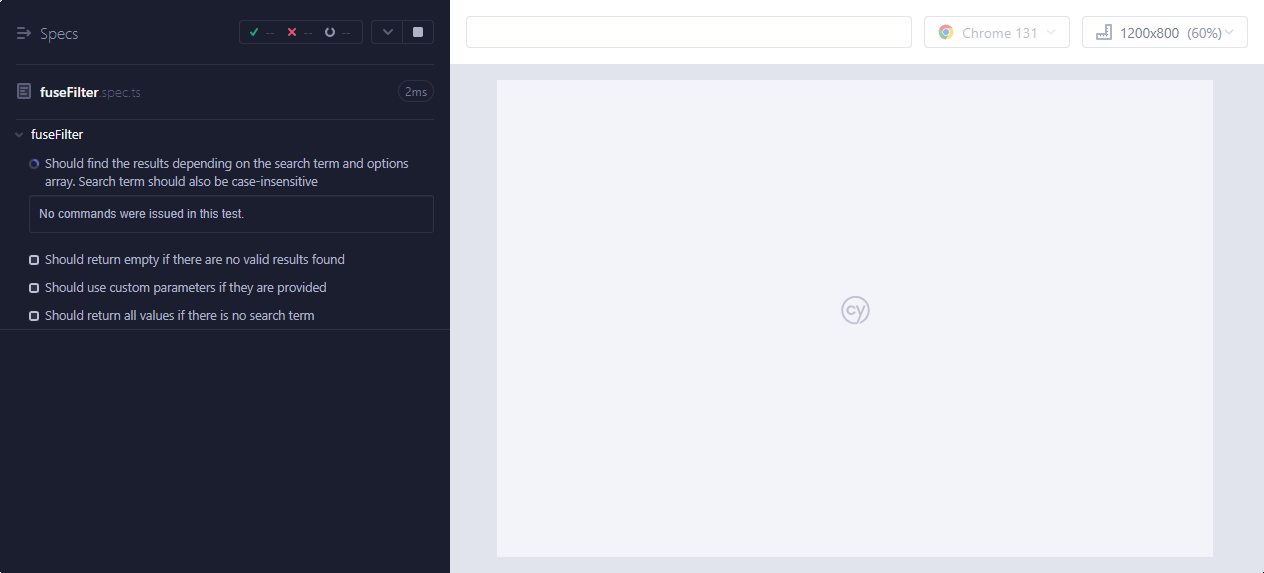 Specs
-- -- --
Chrome 131
1200x800 (60%)
fuseFilter.spec.ts
2ms
fuseFilter
Should find the results depending on the search term and options
array. Search term should also be case-insensitive
No commands were issued in this test.
Should return empty if there are no valid results found
Should use custom parameters if they are provided
Should return all values if there is no search term
cy